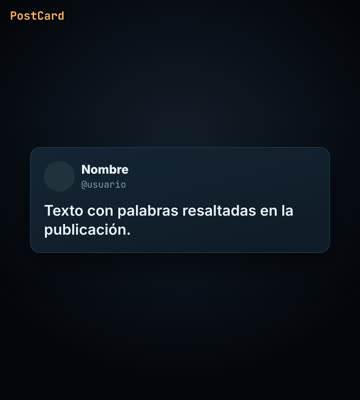 PostCard
Nombre
@usuario
Texto con palabras resaltadas en la
publicación.